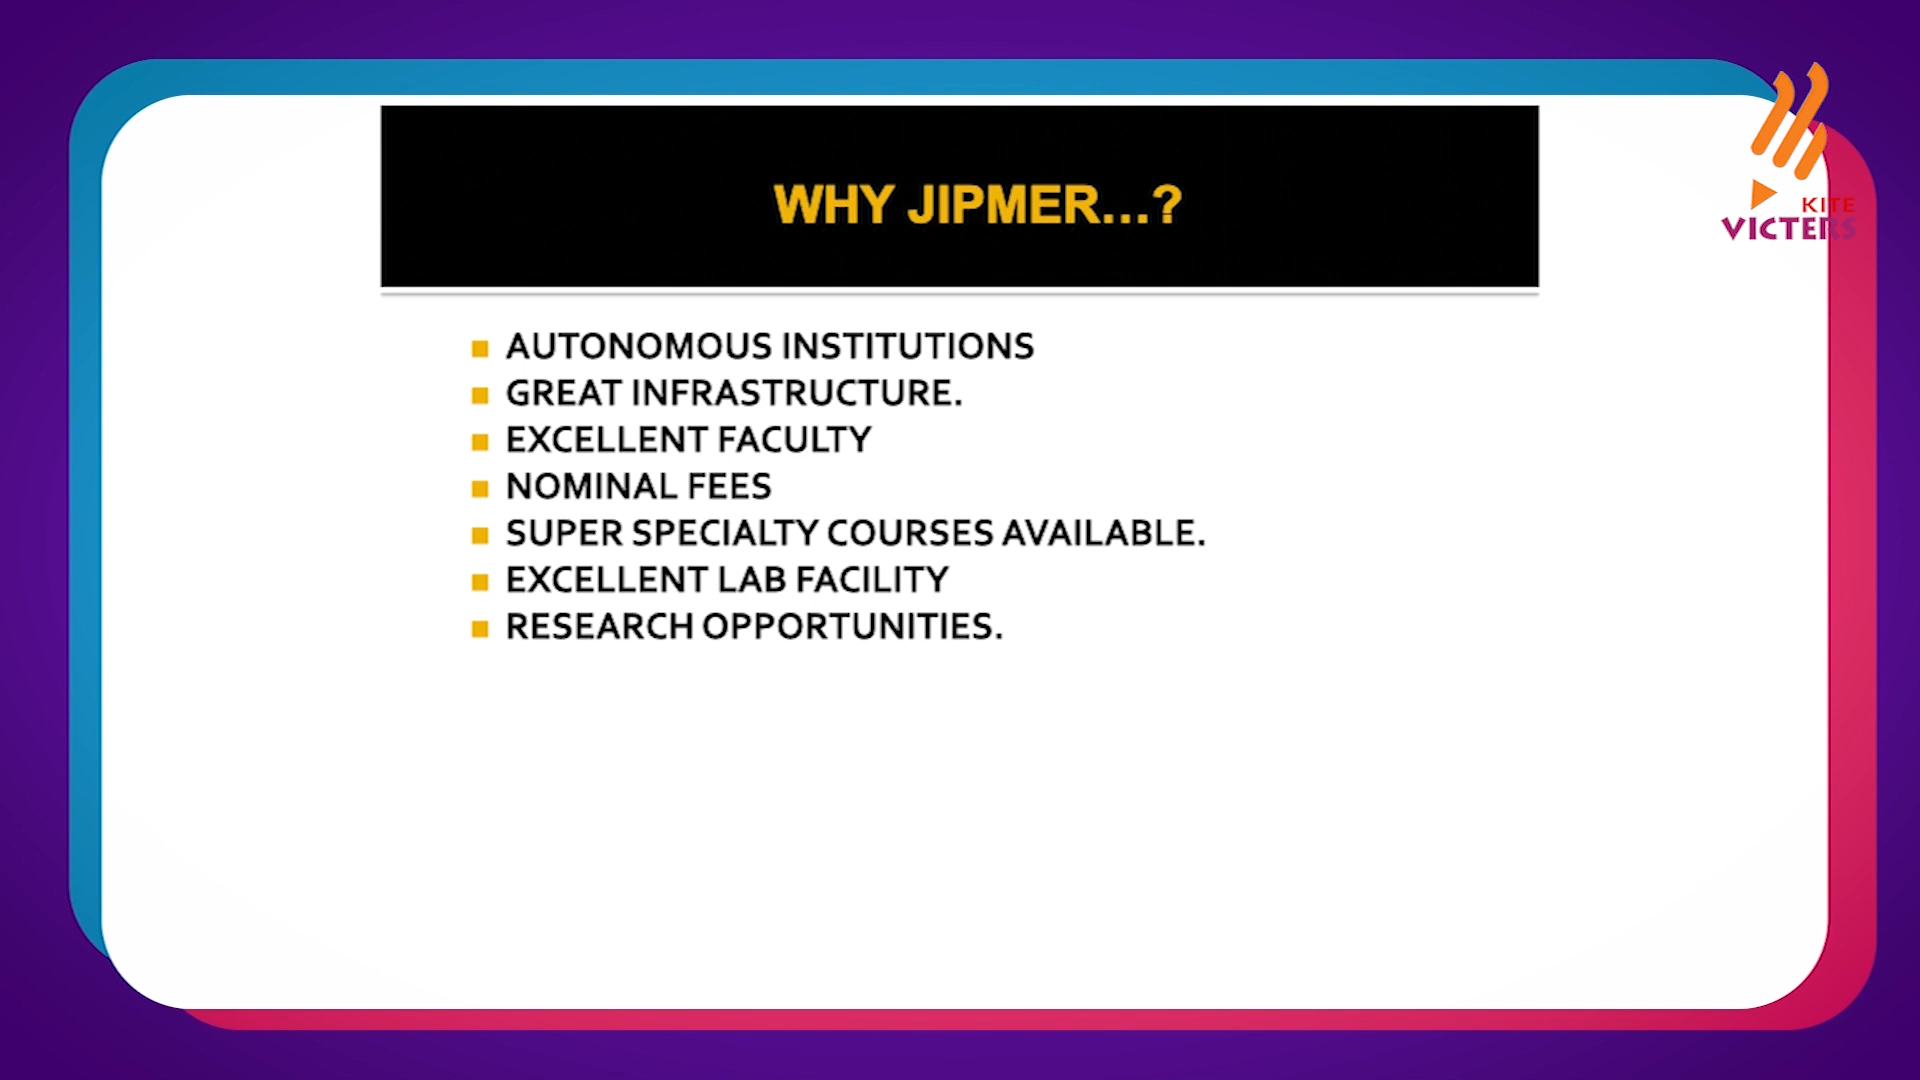 WHY JIPMER...?
KITE
VICTERS
AUTONOMOUS INSTITUTIONS
GREAT INFRASTRUCTURE.
EXCELLENT FACULTY
NOMINAL FEES
SUPER SPECIALTY COURSES AVAILABLE.
EXCELLENT LAB FACILITY
RESEARCH OPPORTUNITIES.